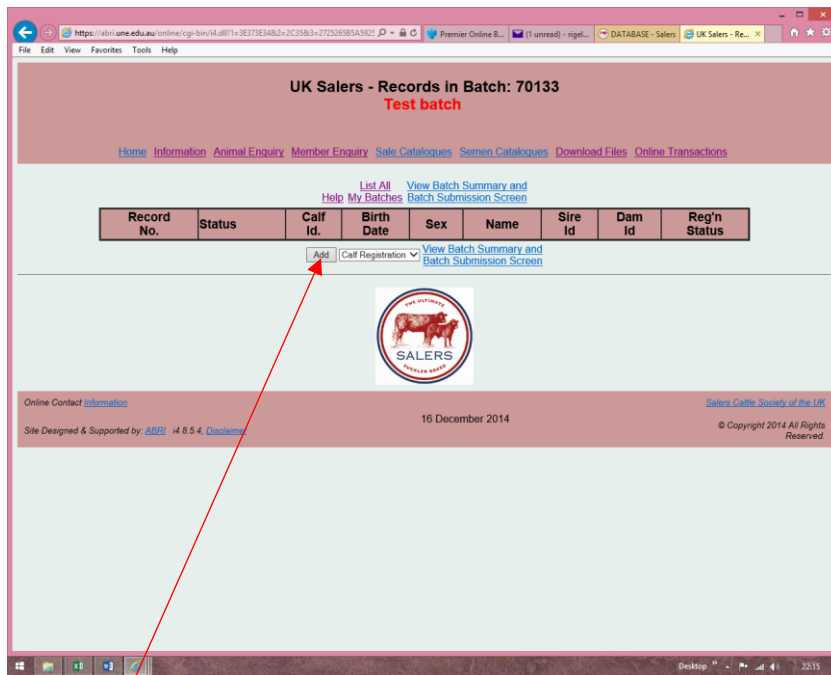 https://abri.une.edu.au/online/cgi-bin/i4.dll?1=3E373E34&2=2C35&3=
Premier Online B...
(1 unread) - rigel...
DATABASE - Salers
UK Salers - Re...
File Edit View Favorites Tools Help
UK Salers - Records in Batch: 70133
Test batch
Home Information Animal Enquiry Member Enquiry Sale Catalogues Semen Catalogues Download Files Online Transactions
Help
List All
My Batches
View Batch Summary and
Batch Submission Screen
Record
No.
Status
Calf
Id.
Birth
Date
Sex
Name
Sire
Id
Dam
Id
Reg'n
Status
Add
Calf Registration
View Batch Summary and
Batch Submission Screen
THE ULTIMATE
SALERS
SUCKLER BREED
Online Contact Information
Site Designed & Supported by: ABRI i4 8.5.4, Disclaimer
16 December 2014
Salers Cattle Society of the UK
© Copyright 2014 All Rights
Reserved.
Desktop
22:15